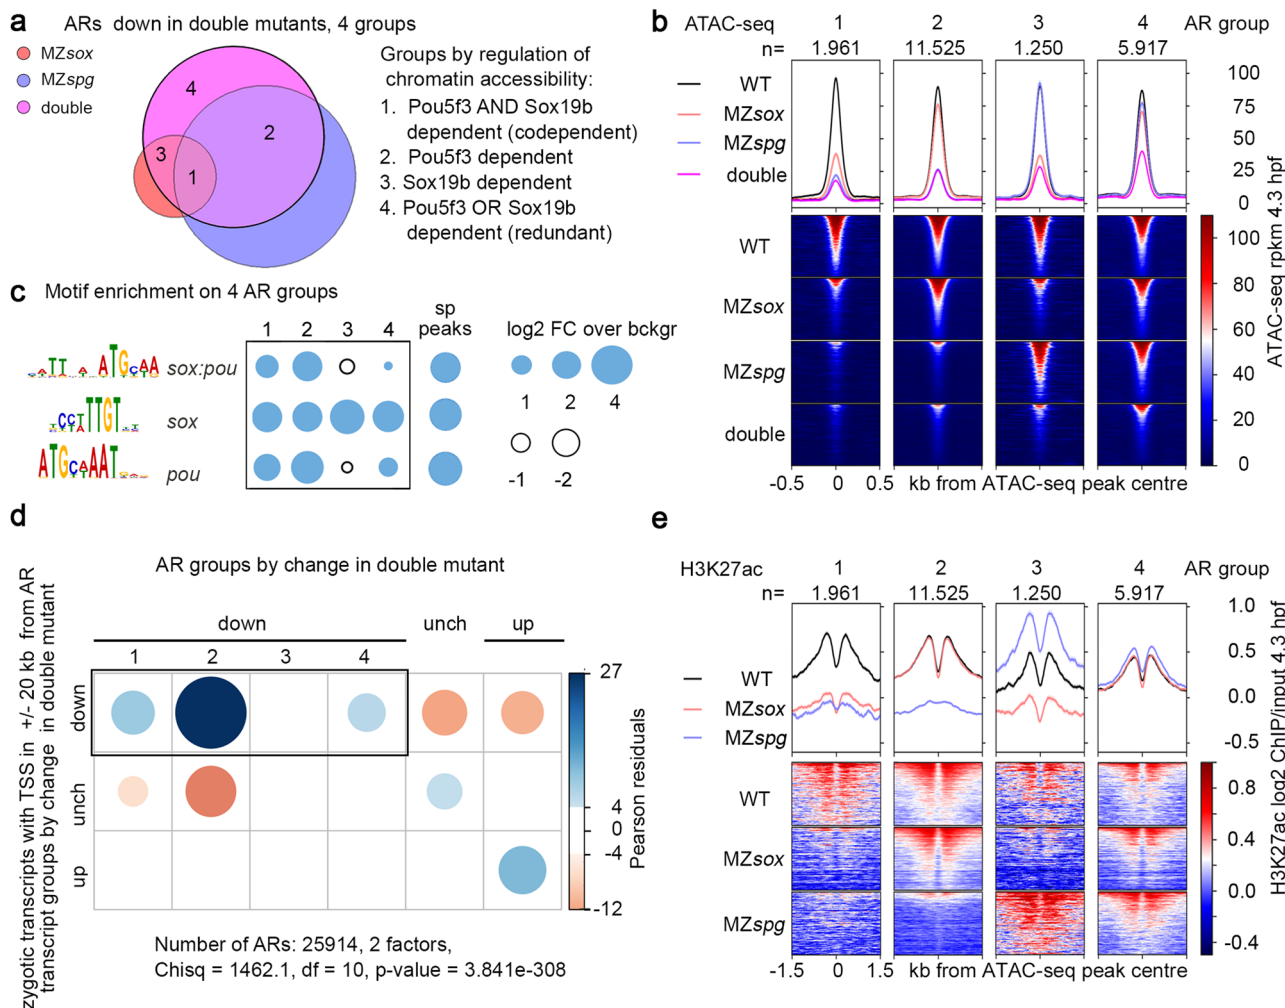 a
ARs down in double mutants, 4 groups
MZsox
MZspg
double
4
2
3
1
Groups by regulation of
chromatin accessibility:
1. Pou5f3 AND Sox19b
dependent (codependent)
2. Pou5f3 dependent
3. Sox19b dependent
4. Pou5f3 OR Sox19b
dependent (redundant)
b
ATAC-seq 1 2 3 4 AR group
n= 1.961 11.525 1.250 5.917
WT
MZsox
MZspg
double
100
75
50
25
0
ATAC-seq rpkm 4.3 hpf
WT
MZsox
MZspg
double
100
80
60
40
20
0
-0.5 0 0.5 kb from ATAC-seq peak centre
c
Motif enrichment on 4 AR groups
1 2 3 4
sp
peaks
log2 FC over bckgr
sox:pou
sox
pou
1 2 4
-1 -2
d
AR groups by change in double mutant
down unch up
1 2 3 4
zygotic transcripts with TSS in +/- 20 kb from AR
transcript groups by change in double mutant
down
unch
up
27
4
0
-4
-12
Pearson residuals
Number of ARs: 25914, 2 factors,
Chisq = 1462.1, df = 10, p-value = 3.841e-308
e
H3K27ac 1 2 3 4 AR group
n= 1.961 11.525 1.250 5.917
WT
MZsox
MZspg
1.0
0.5
0.0
-0.5
H3K27ac log2 ChIP/input 4.3 hpf
WT
MZsox
MZspg
0.8
0.4
0.0
-0.4
-1.5 0 1.5 kb from ATAC-seq peak centre